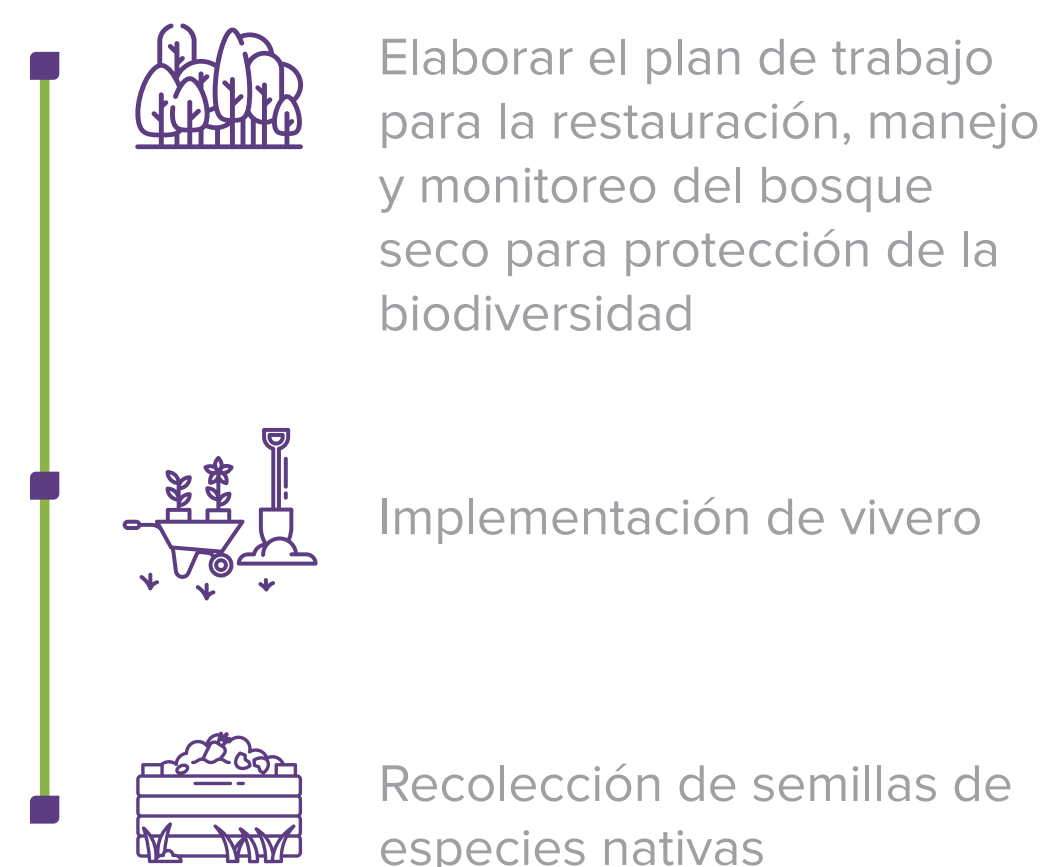 Elaborar el plan de trabajo
para la restauración, manejo
y monitoreo del bosque
seco para protección de la
biodiversidad
Implementación de vivero
Recolección de semillas de
especies nativas